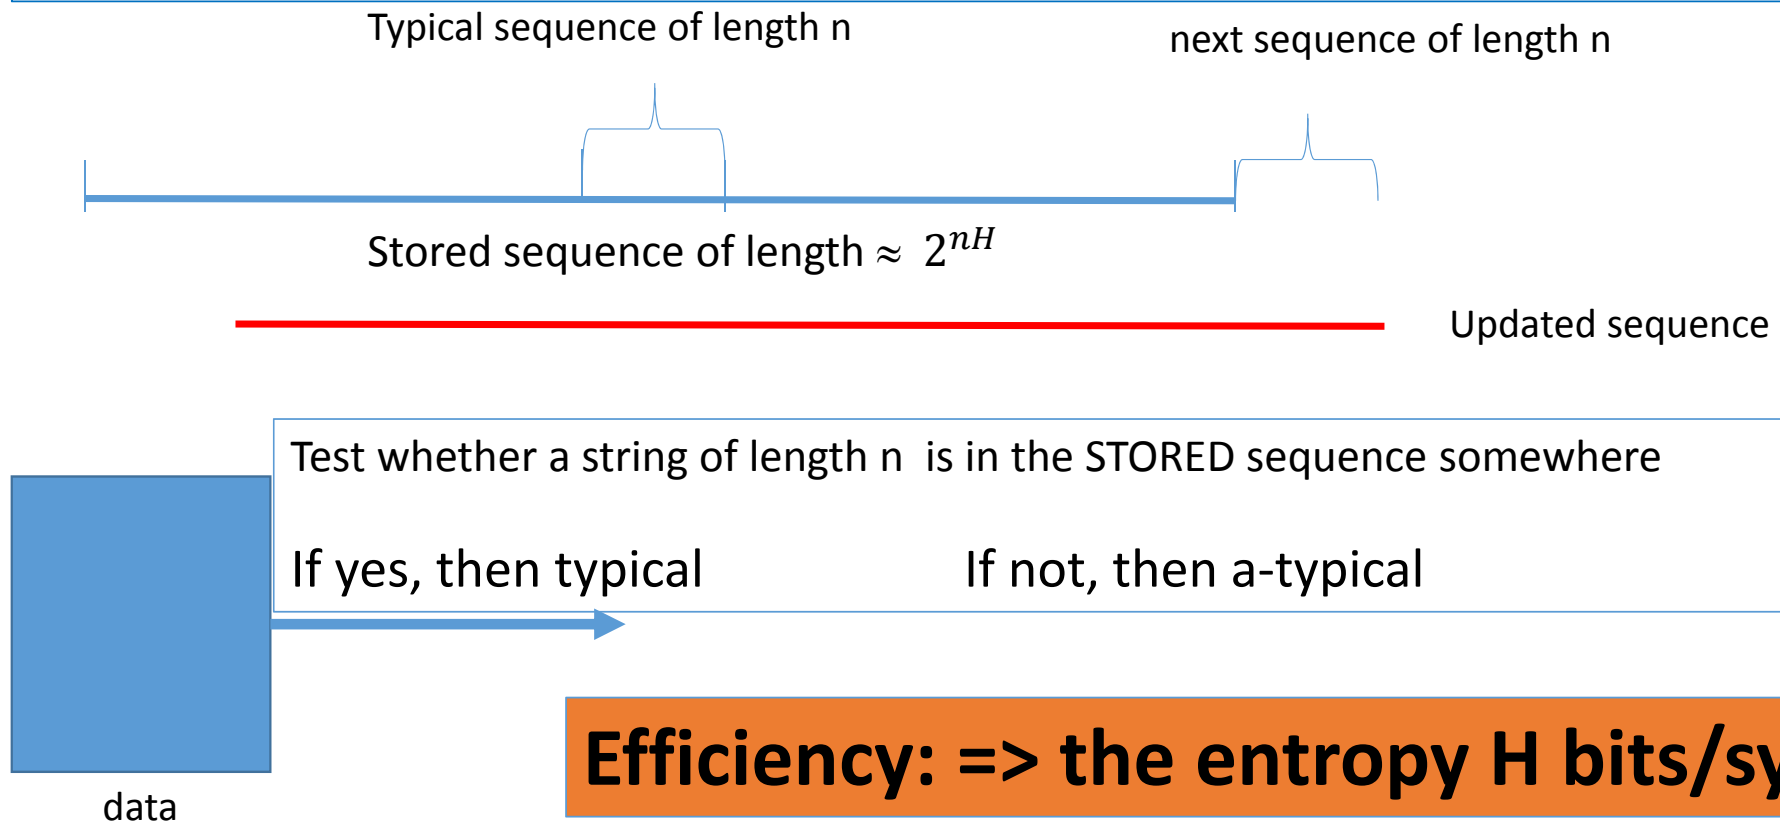 Typical sequence of length n
next sequence of length n
Stored sequence of length ≈ 2^{nH}
Updated sequence
Test whether a string of length n is in the STORED sequence somewhere
If yes, then typical If not, then a-typical
Efficiency: => the entropy H bits/sy
data